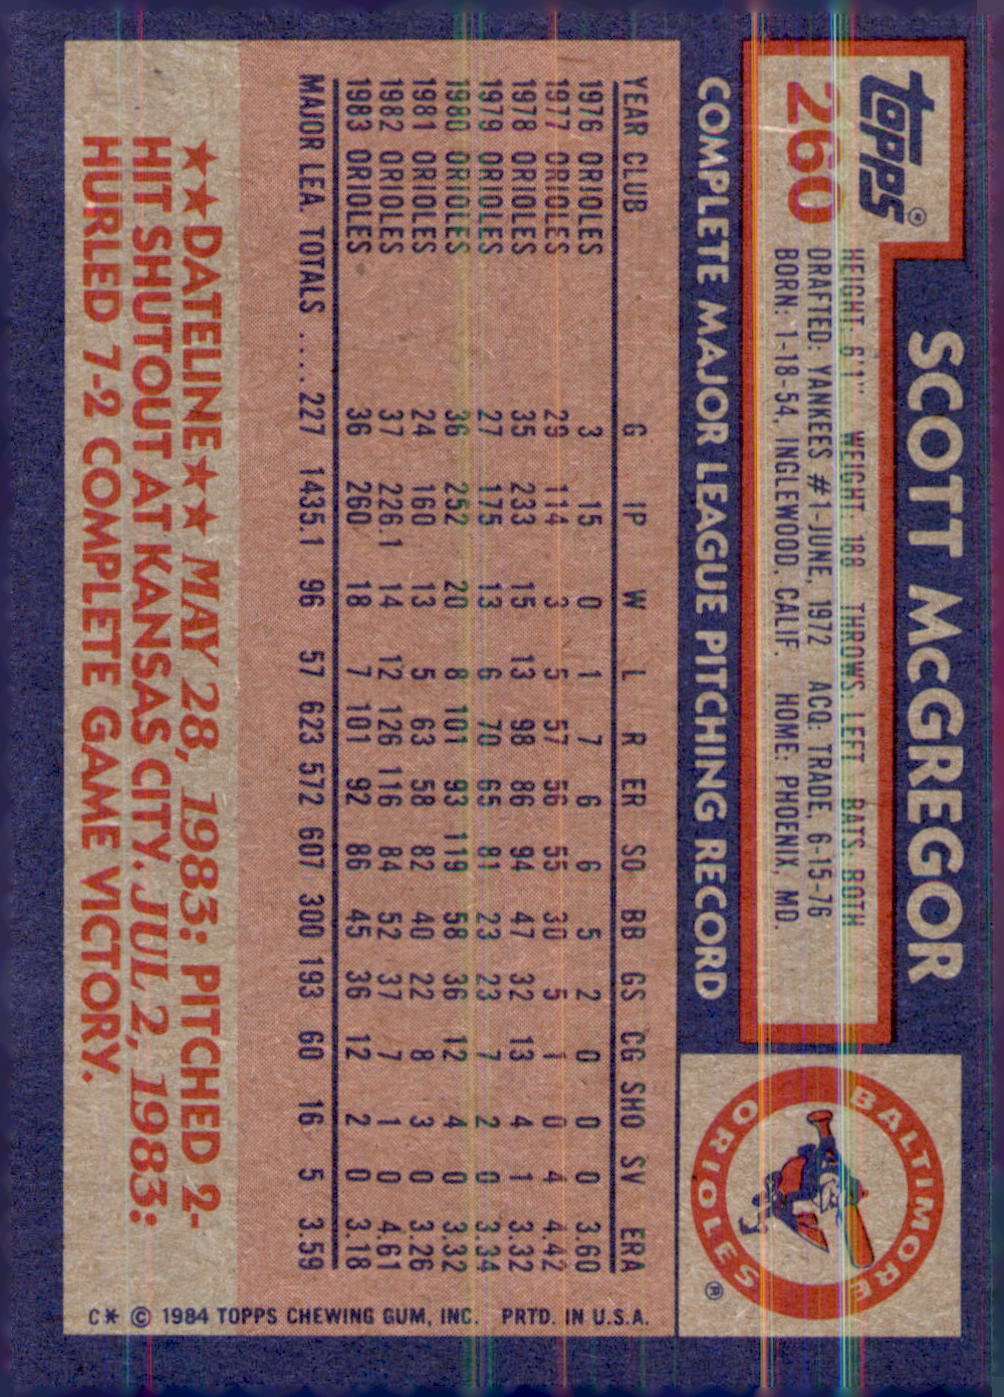 Topps®
260
SCOTT McGREGOR
HEIGHT: 6'1" WEIGHT: 188 THROWS: LEFT BATS: BOTH
DRAFTED: YANKEES #1-JUNE, 1972 ACQ: TRADE, 6-15-76
BORN: 1-18-54, INGLEWOOD, CALIF. HOME: PHOENIX, MD.
BALTIMORE
ORIOLES
®
COMPLETE MAJOR LEAGUE PITCHING RECORD
YEAR CLUB G IP W L R ER SO BB GS CG SHO SV ERA
1976 ORIOLES 3 15 0 1 7 6 6 5 2 0 0 0 3.60
1977 ORIOLES 29 114 3 5 57 56 55 30 5 1 0 4 4.42
1978 ORIOLES 35 233 15 13 98 86 94 47 32 13 4 1 3.32
1979 ORIOLES 27 175 13 6 70 65 81 23 23 7 2 0 3.34
1980 ORIOLES 36 252 20 8 101 93 119 58 36 12 4 0 3.32
1981 ORIOLES 24 160 13 5 63 58 82 40 22 8 3 0 3.26
1982 ORIOLES 37 226.1 14 12 126 116 84 52 37 7 1 0 4.61
1983 ORIOLES 36 260 18 7 101 92 86 45 36 12 2 0 3.18
MAJOR LEA. TOTALS .... 227 1435.1 96 57 623 572 607 300 193 60 16 5 3.59
★★DATELINE★★ MAY 28, 1983: PITCHED 2-
HIT SHUTOUT AT KANSAS CITY. JUL 2, 1983:
HURLED 7-2 COMPLETE GAME VICTORY.
C* © 1984 TOPPS CHEWING GUM, INC. PRTD. IN U.S.A.